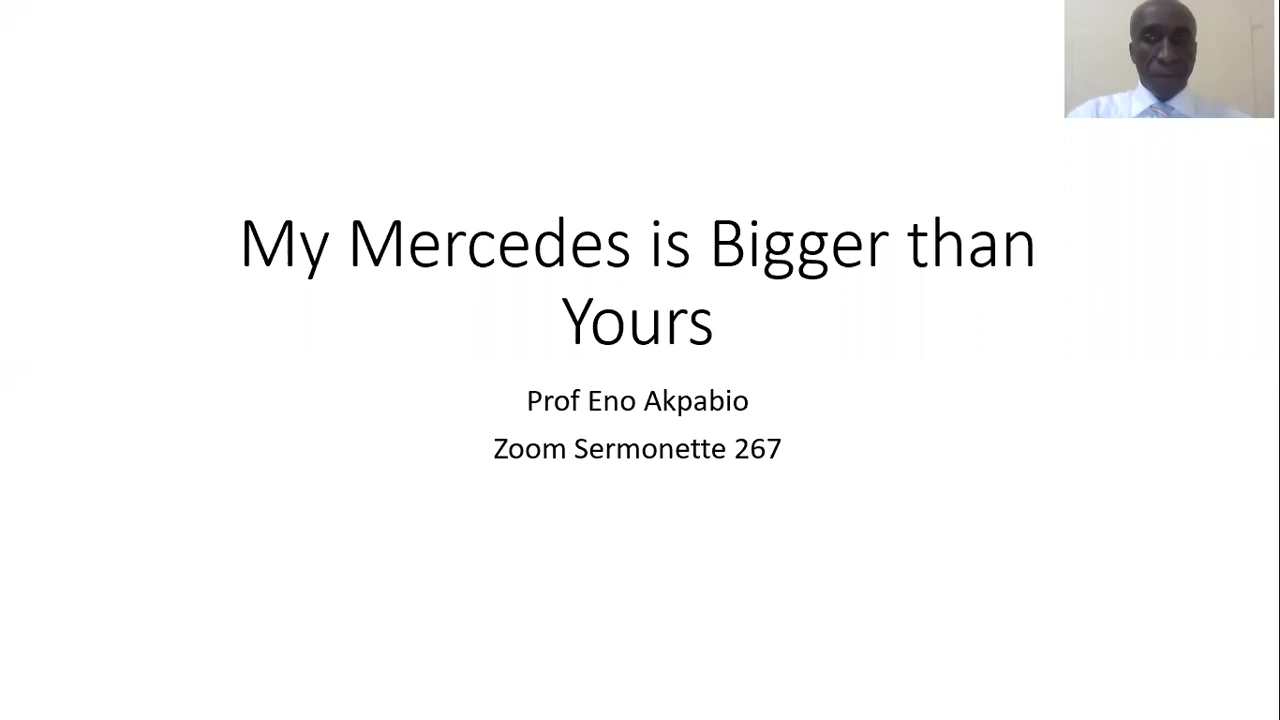 My Mercedes is Bigger than
Yours
Prof Eno Akpabio
Zoom Sermonette 267